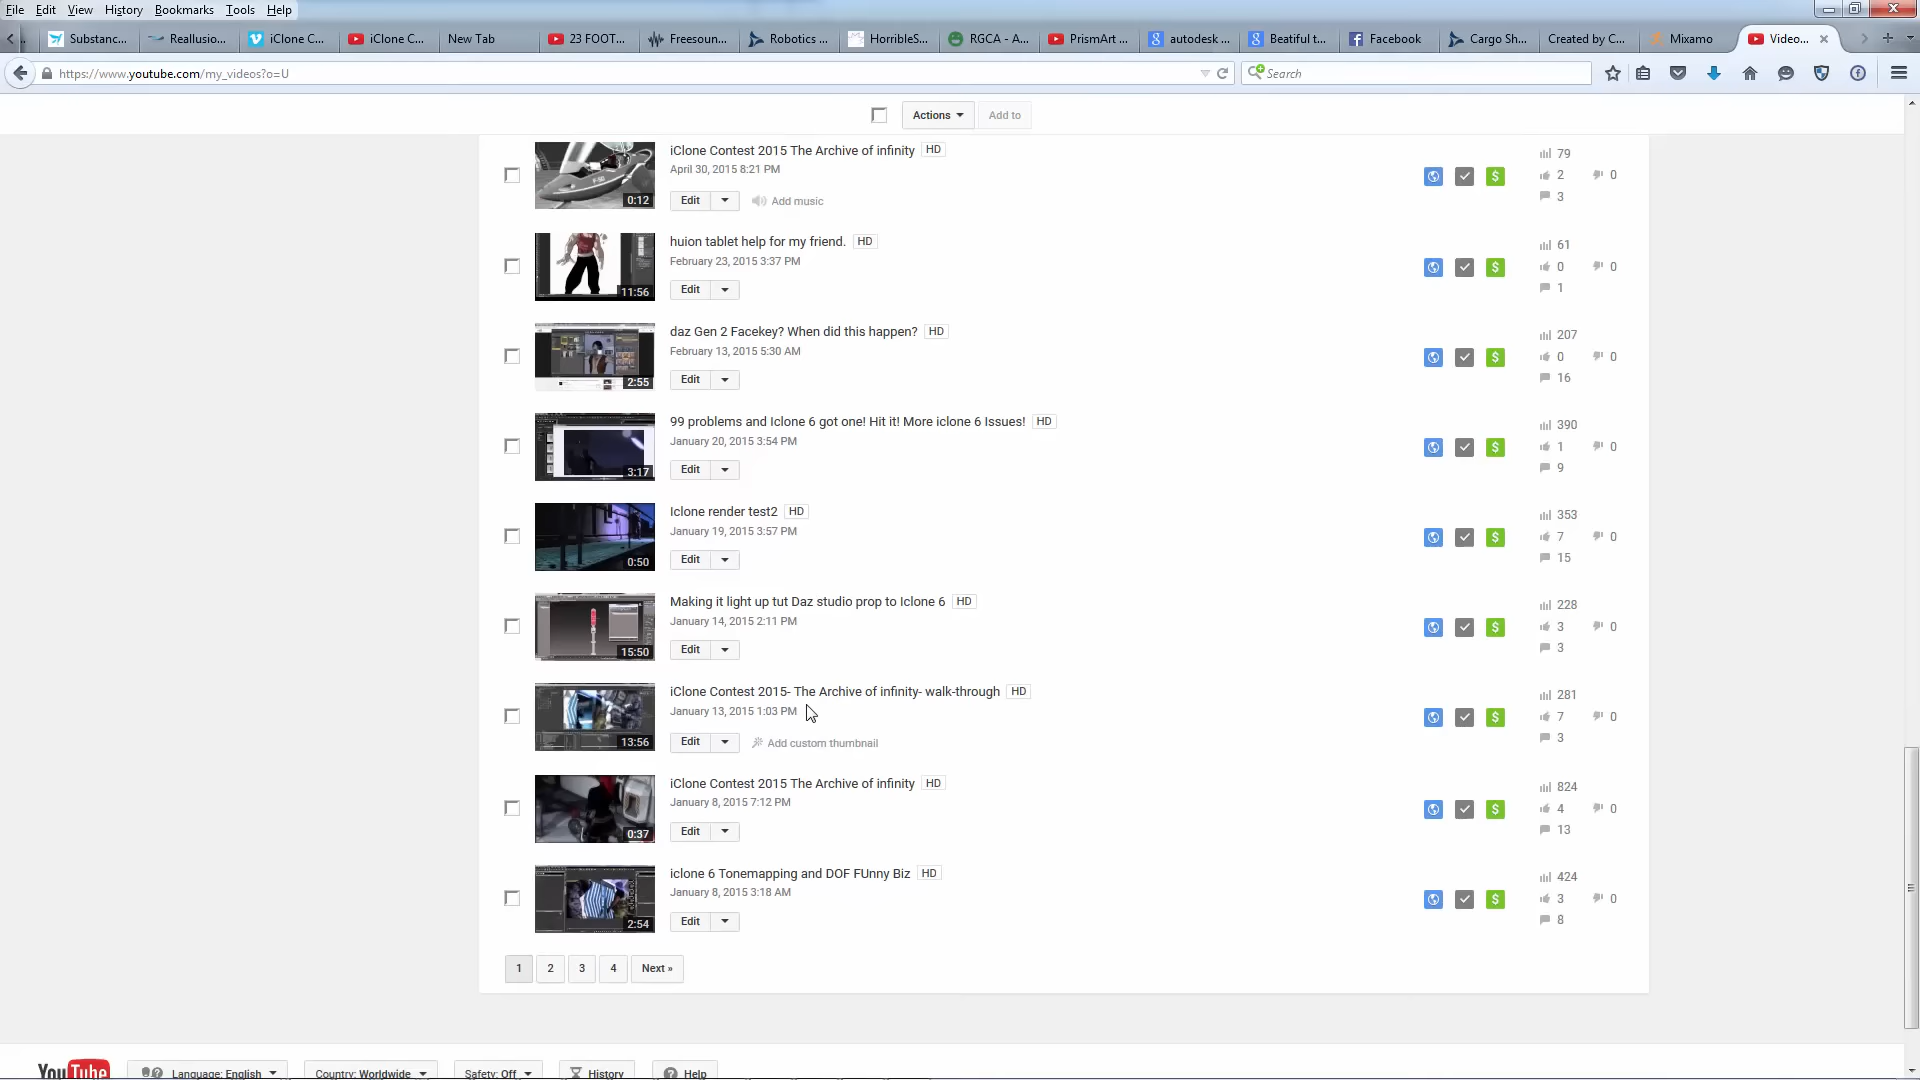 File Edit View History Bookmarks Tools Help
Substanc... Reallusio... iClone C... iClone C... New Tab 23 FOOT... Freesoun... Robotics ... HorribleS... RGCA - A... PrismArt ... autodesk ... Beatiful t... Facebook Cargo Sh... Created by C... Mixamo Video...
https://www.youtube.com/my_videos?o=U Search
Actions Add to
iClone Contest 2015 The Archive of infinity HD
April 30, 2015 8:21 PM
79
2 0
0:12 Edit Add music
3
huion tablet help for my friend. HD
February 23, 2015 3:37 PM
61
0 0
11:56 Edit
1
daz Gen 2 Facekey? When did this happen? HD
February 13, 2015 5:30 AM
207
0 0
2:55 Edit
16
99 problems and Iclone 6 got one! Hit it! More iclone 6 Issues! HD
January 20, 2015 3:54 PM
390
1 0
3:17 Edit
9
Iclone render test2 HD
January 19, 2015 3:57 PM
353
7 0
0:50 Edit
15
Making it light up tut Daz studio prop to Iclone 6 HD
January 14, 2015 2:11 PM
228
3 0
15:50 Edit
3
iClone Contest 2015- The Archive of infinity- walk-through HD
January 13, 2015 1:03 PM
281
7 0
13:56 Edit Add custom thumbnail
3
iClone Contest 2015 The Archive of infinity HD
January 8, 2015 7:12 PM
824
4 0
0:37 Edit
13
iclone 6 Tonemapping and DOF FUnny Biz HD
January 8, 2015 3:18 AM
424
3 0
2:54 Edit
8
1 2 3 4 Next »
YouTube Language: English Country: Worldwide Safety: Off History Help